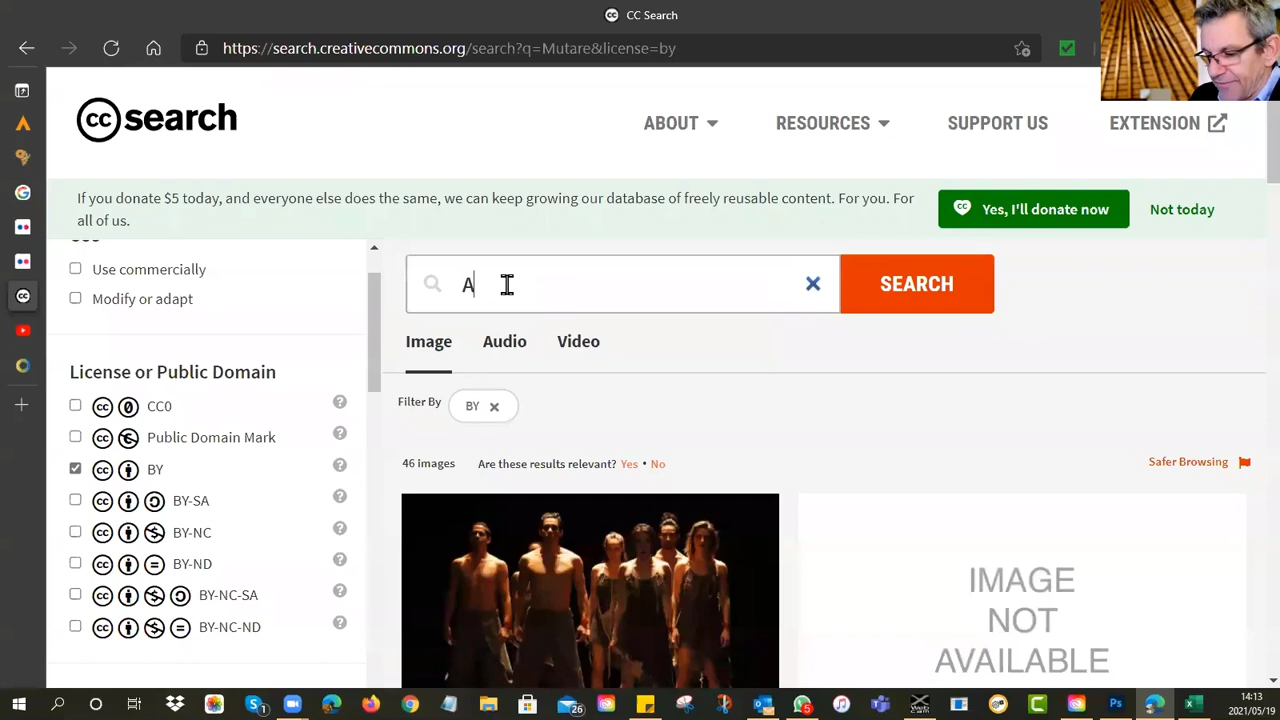 CC Search
https://search.creativecommons.org/search?q=Mutare&license=by
cc search
ABOUT
RESOURCES
SUPPORT US
EXTENSION
If you donate $5 today, and everyone else does the same, we can keep growing our database of freely reusable content. For you. For
all of us.
Yes, I'll donate now
Not today
Use commercially
Modify or adapt
License or Public Domain
CC0
Public Domain Mark
BY
BY-SA
BY-NC
BY-ND
BY-NC-SA
BY-NC-ND
A
SEARCH
Image
Audio
Video
Filter By
BY
46 images
Are these results relevant? Yes • No
Safer Browsing
IMAGE
NOT
AVAILABLE
26
14:13
2021/05/19